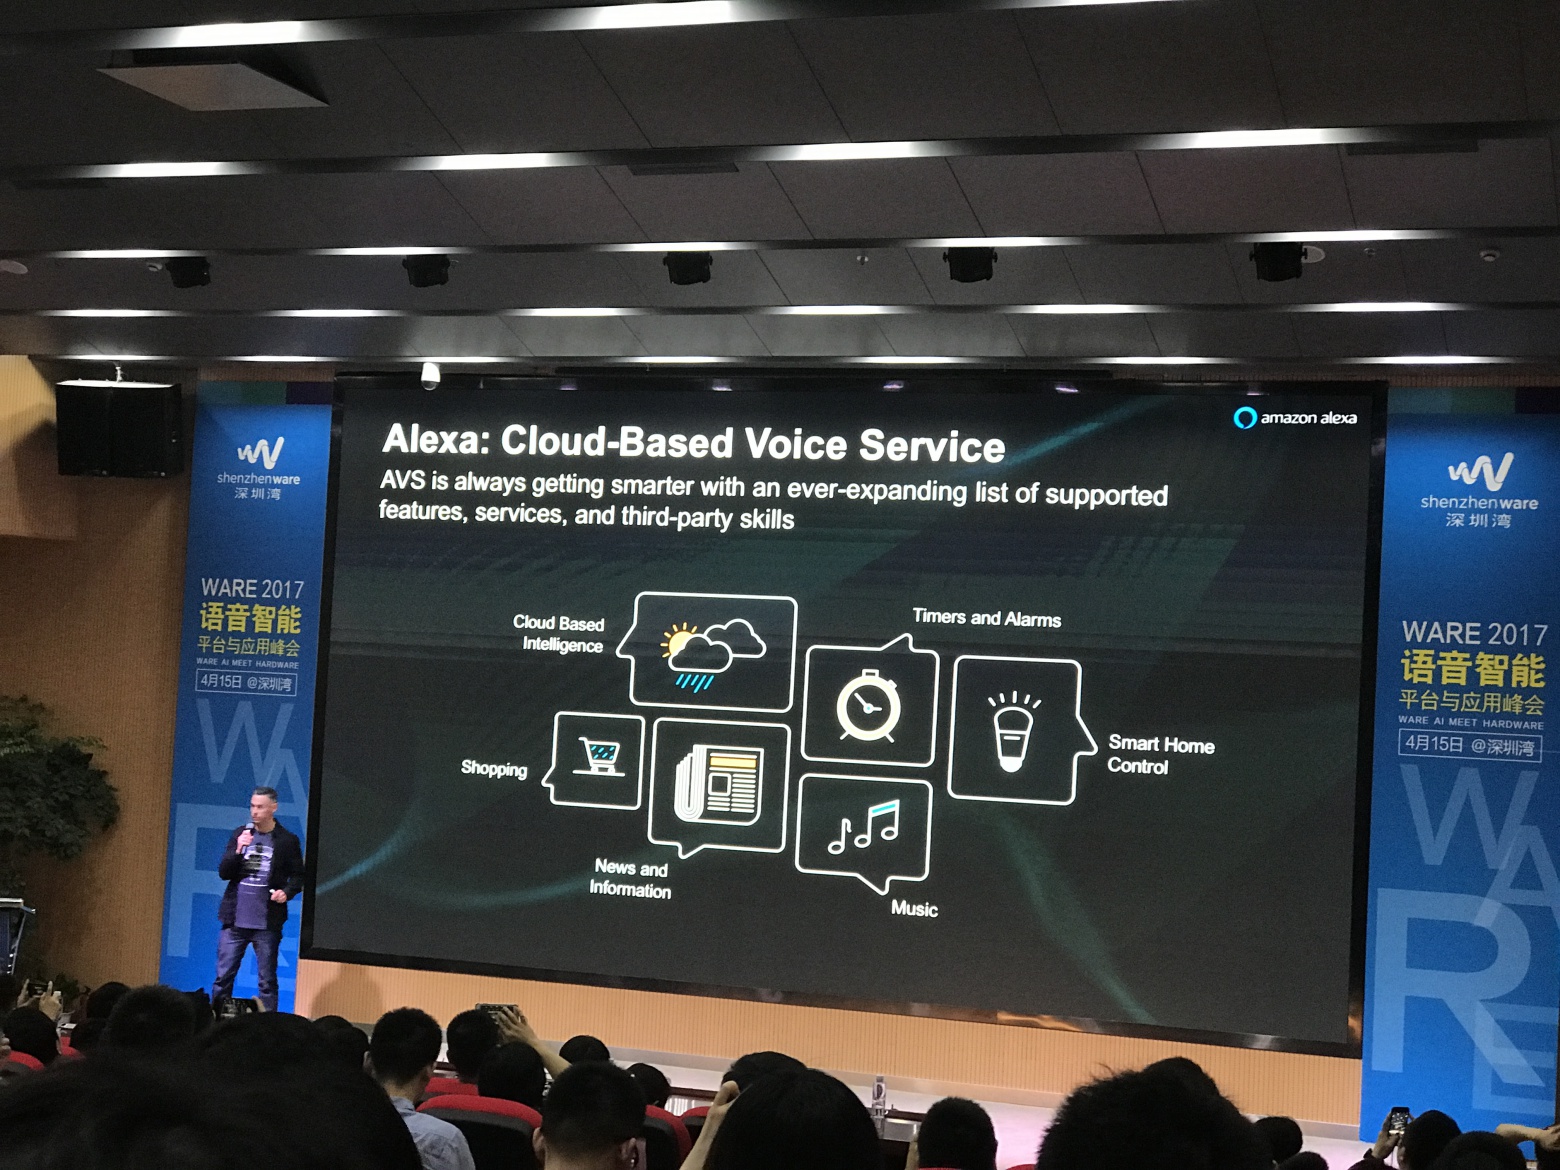 amazon alexa
Alexa: Cloud-Based Voice Service
AVS is always getting smarter with an ever-expanding list of supported
features, services, and third-party skills
Cloud Based
Intelligence
Timers and Alarms
Smart Home
Control
Shopping
News and
Information
Music
shenzhenware
深圳湾
WARE 2017
语音智能
平台与应用峰会
WARE AI MEET HARDWARE
4月15日 @深圳湾
WARE
shenzhenware
深圳湾
WARE 2017
语音智能
平台与应用峰会
WARE AI MEET HARDWARE
4月15日 @深圳湾
WARE